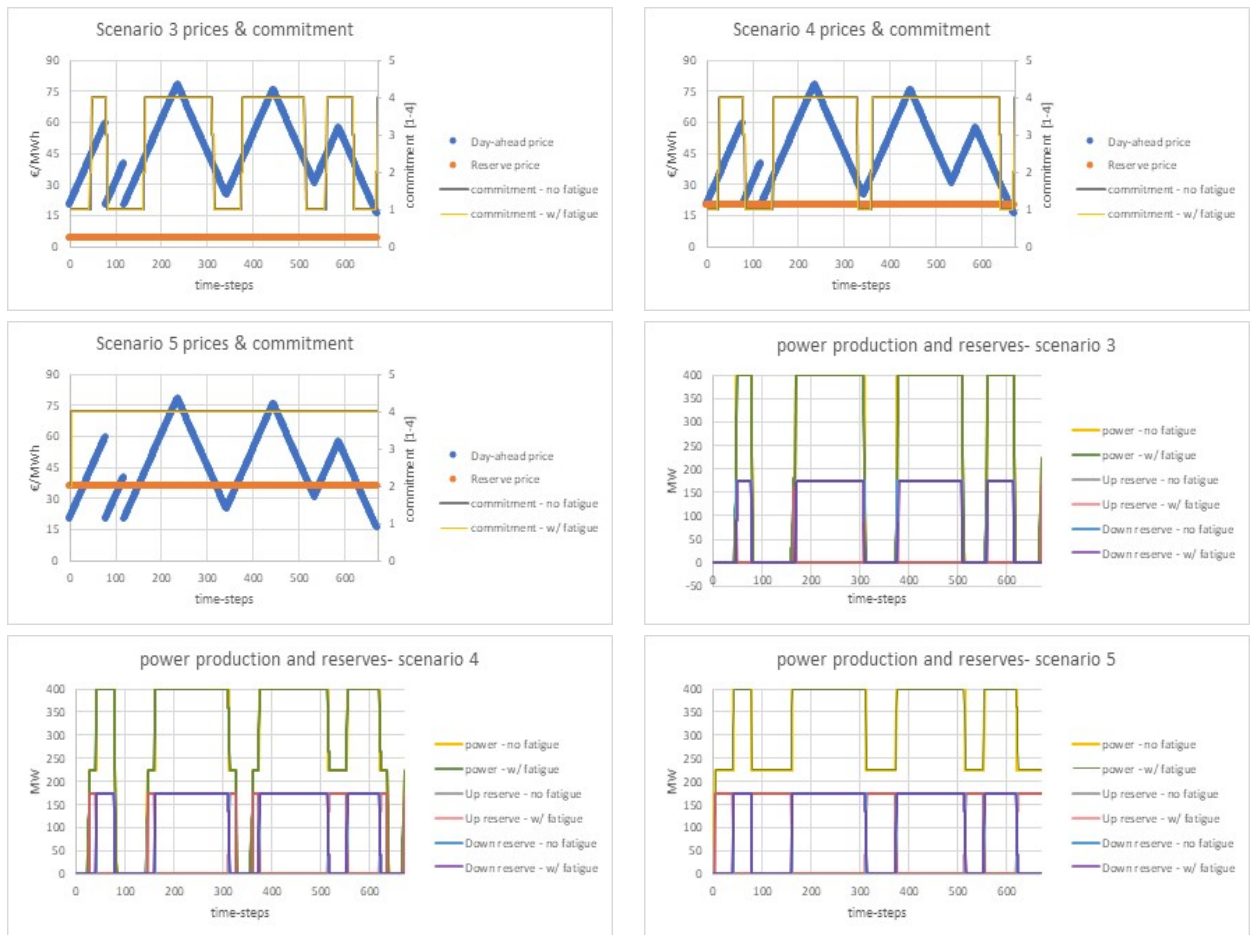 Scenario 3 prices & commitment
90
75
60
45
30
15
0
€/MWh
5
4
3
2
1
0
commitment [1-4]
0 100 200 300 400 500 600
time-steps
Day-ahead price
Reserve price
commitment - no fatigue
commitment - w/ fatigue
Scenario 4 prices & commitment
90
75
60
45
30
15
0
€/MWh
5
4
3
2
1
0
commitment [1-4]
0 100 200 300 400 500 600
time-steps
Day-ahead price
Reserve price
commitment - no fatigue
commitment - w/ fatigue
Scenario 5 prices & commitment
90
75
60
45
30
15
0
€/MWh
5
4
3
2
1
0
commitment [1-4]
0 100 200 300 400 500 600
time-steps
Day-ahead price
Reserve price
commitment - no fatigue
commitment - w/ fatigue
power production and reserves- scenario 3
400
350
300
250
200
150
100
50
0
-50
MW
0 100 200 300 400 500 600
time-steps
power - no fatigue
power - w/ fatigue
Up reserve - no fatigue
Up reserve - w/ fatigue
Down reserve - no fatigue
Down reserve - w/ fatigue
power production and reserves- scenario 4
400
350
300
250
200
150
100
50
0
MW
0 100 200 300 400 500 600
time-steps
power - no fatigue
power - w/ fatigue
Up reserve - no fatigue
Up reserve - w/ fatigue
Down reserve - no fatigue
Down reserve - w/ fatigue
power production and reserves- scenario 5
400
350
300
250
200
150
100
50
0
MW
0 100 200 300 400 500 600
time-steps
power - no fatigue
power - w/ fatigue
Up reserve - no fatigue
Up reserve - w/ fatigue
Down reserve - no fatigue
Down reserve - w/ fatigue